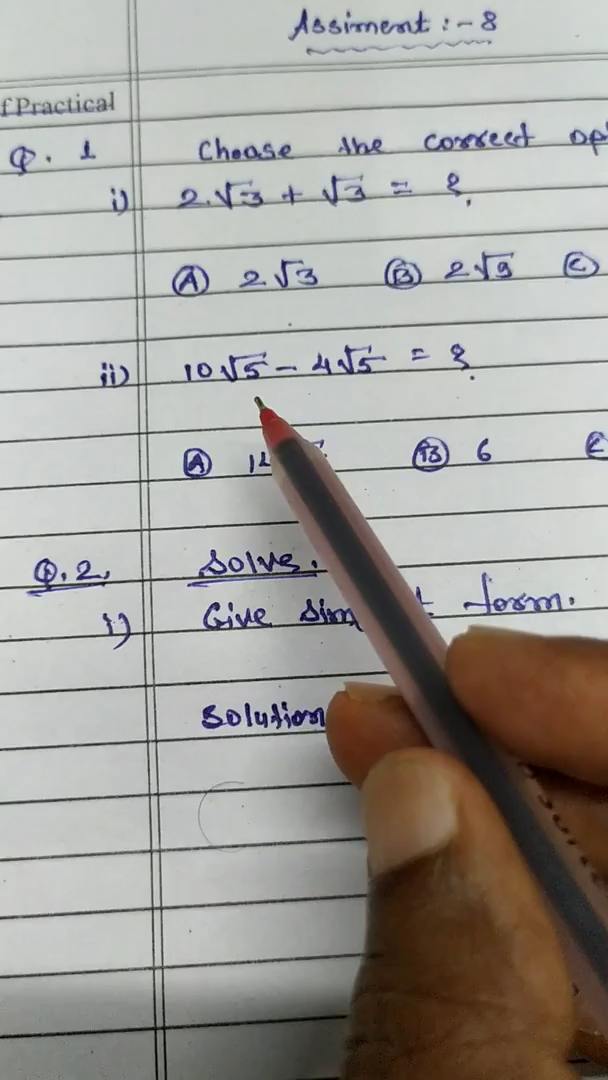 Assiment :- 8
f Practical
Q. 1 Choase the correct op
i) 2.√3 + √3 = ?
Ⓐ 2√3 Ⓑ 2√9 Ⓒ
ii) 10√5 - 4√5 = ?
Ⓐ Ⓑ 6 Ⓒ
Q.2. Solve.
i) Give form.
Solution